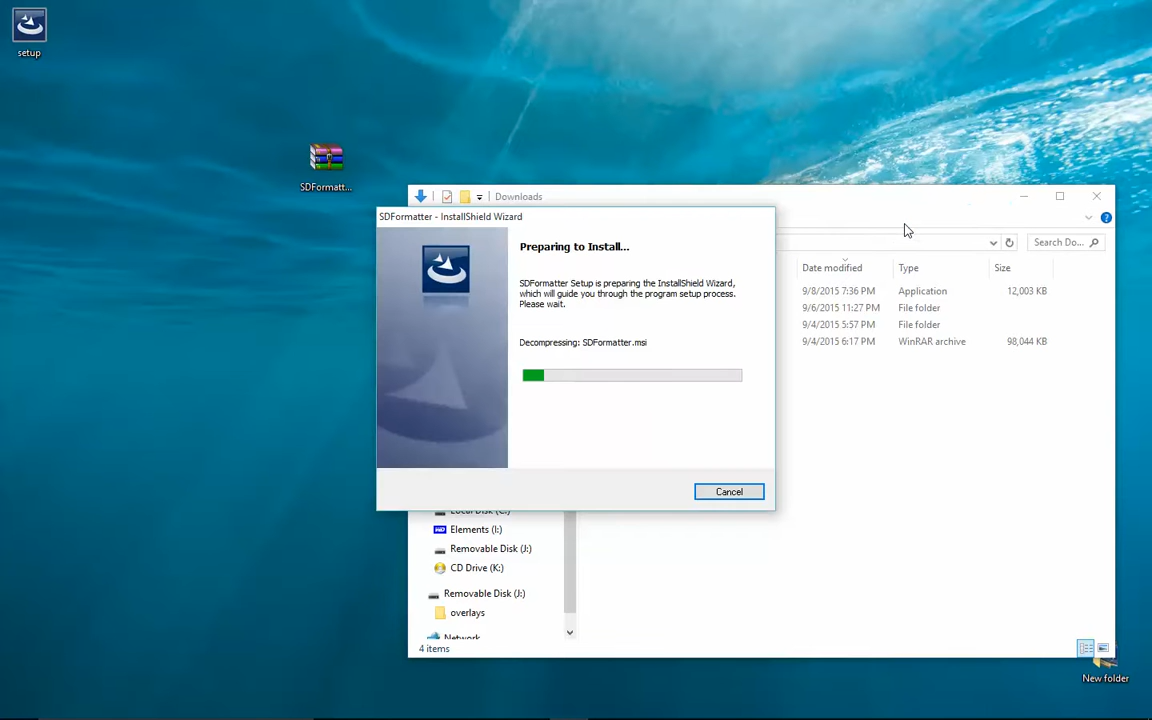 setup
SDFormatt...
Downloads
SDFormatter - InstallShield Wizard
Preparing to Install...
SDFormatter Setup is preparing the InstallShield Wizard,
which will guide you through the program setup process.
Please wait.
Decompressing: SDFormatter.msi
Cancel
Search Do...
Date modified Type Size
9/8/2015 7:36 PM Application 12,003 KB
9/6/2015 11:27 PM File folder
9/4/2015 5:57 PM File folder
9/4/2015 6:17 PM WinRAR archive 98,044 KB
Local Disk (C:)
Elements (I:)
Removable Disk (J:)
CD Drive (K:)
Removable Disk (J:)
overlays
Network
4 items
New folder